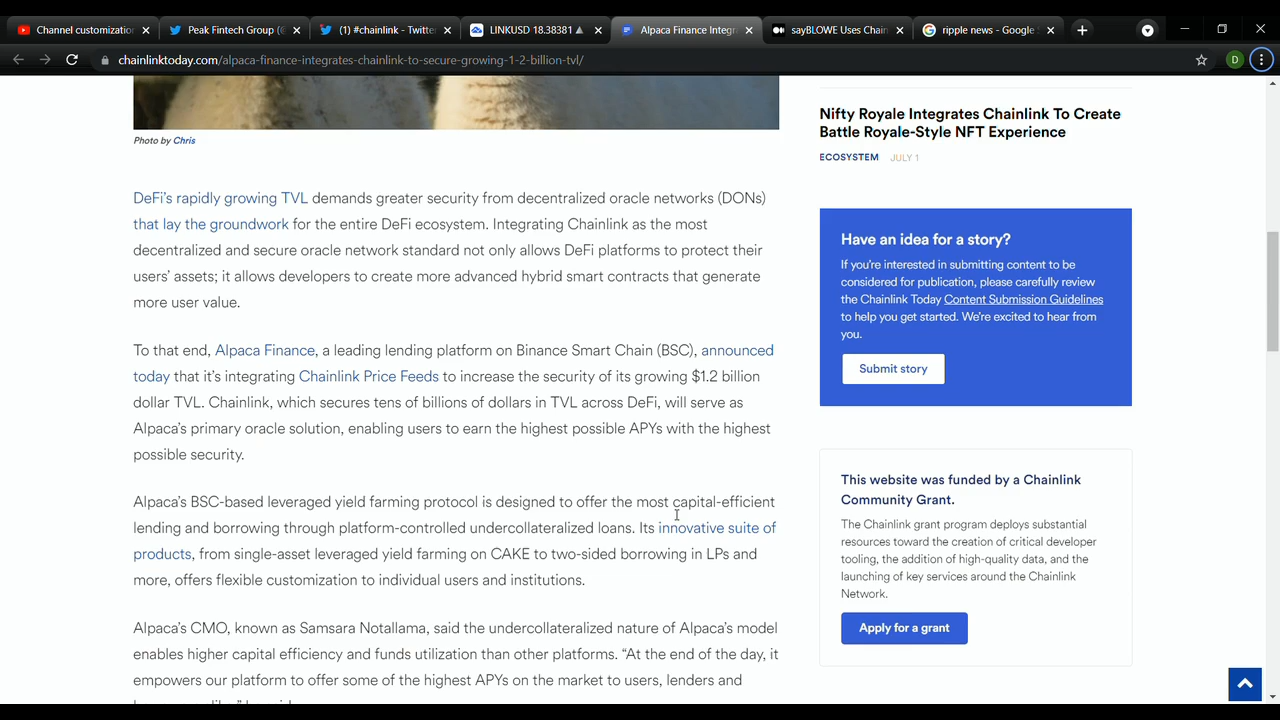 Channel customizatio
Peak Fintech Group (
(1) #chainlink - Twitte
LINKUSD 18.38381
Alpaca Finance Integr
sayBLOWE Uses Chain
ripple news - Google S
chainlinktoday.com/alpaca-finance-integrates-chainlink-to-secure-growing-1-2-billion-tvl/
D
Photo by Chris
DeFi's rapidly growing TVL demands greater security from decentralized oracle networks (DONs)
that lay the groundwork for the entire DeFi ecosystem. Integrating Chainlink as the most
decentralized and secure oracle network standard not only allows DeFi platforms to protect their
users' assets; it allows developers to create more advanced hybrid smart contracts that generate
more user value.
To that end, Alpaca Finance, a leading lending platform on Binance Smart Chain (BSC), announced
today that it's integrating Chainlink Price Feeds to increase the security of its growing $1.2 billion
dollar TVL. Chainlink, which secures tens of billions of dollars in TVL across DeFi, will serve as
Alpaca's primary oracle solution, enabling users to earn the highest possible APYs with the highest
possible security.
Alpaca's BSC-based leveraged yield farming protocol is designed to offer the most capital-efficient
lending and borrowing through platform-controlled undercollateralized loans. Its innovative suite of
products, from single-asset leveraged yield farming on CAKE to two-sided borrowing in LPs and
more, offers flexible customization to individual users and institutions.
Alpaca's CMO, known as Samsara Notallama, said the undercollateralized nature of Alpaca's model
enables higher capital efficiency and funds utilization than other platforms. “At the end of the day, it
empowers our platform to offer some of the highest APYs on the market to users, lenders and
Nifty Royale Integrates Chainlink To Create
Battle Royale-Style NFT Experience
ECOSYSTEM JULY 1
Have an idea for a story?
If you're interested in submitting content to be
considered for publication, please carefully review
the Chainlink Today Content Submission Guidelines
to help you get started. We're excited to hear from
you.
Submit story
This website was funded by a Chainlink
Community Grant.
The Chainlink grant program deploys substantial
resources toward the creation of critical developer
tooling, the addition of high-quality data, and the
launching of key services around the Chainlink
Network.
Apply for a grant